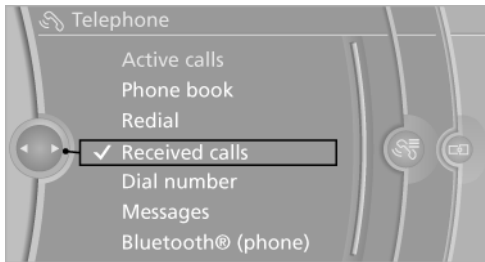 Telephone
Active calls
Phone book
Redial
✓ Received calls
Dial number
Messages
Bluetooth® (phone)